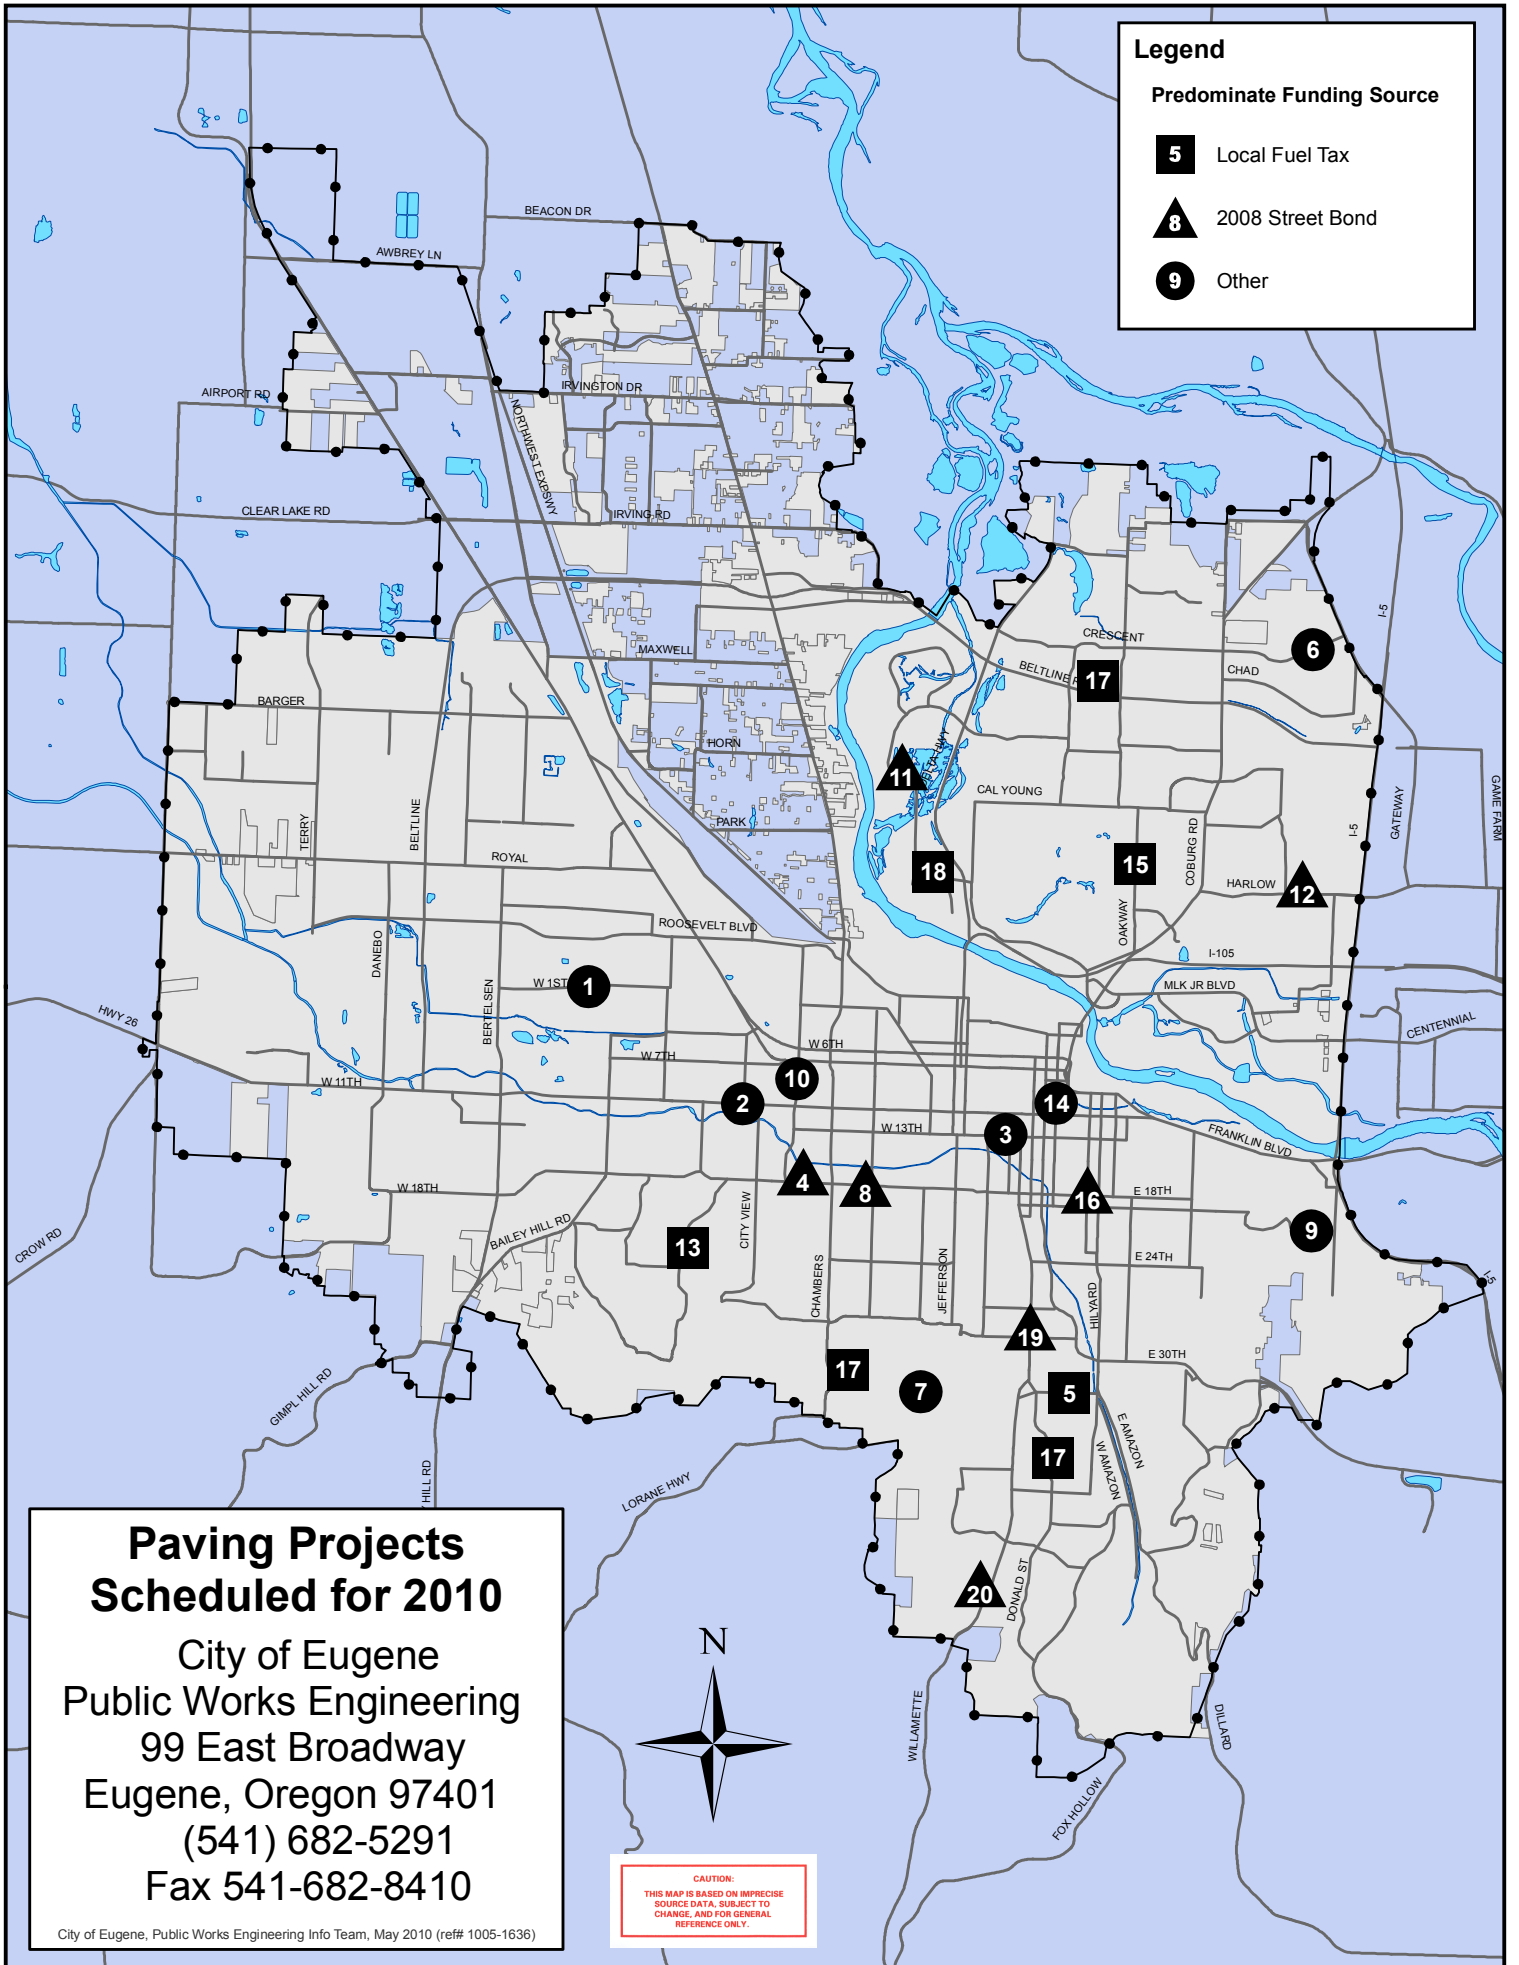 Legend
Predominate Funding Source
5 Local Fuel Tax
8 2008 Street Bond
9 Other
BEACON DR
AWBREY LN
AIRPORT RD
IRVINGTON DR
NORTHWEST EXPSWY
CLEAR LAKE RD
IRVING RD
I-5
CRESCENT
6
MAXWELL
BELTLINE R
17
CHAD
BARGER
HORN
11
DELTA HWY
CAL YOUNG
GATEWAY
GAME FARM
TERRY
BELTLINE
PARK
I-5
COBURG RD
ROYAL
18
15
HARLOW
12
ROOSEVELT BLVD
OAKWAY
DANEBO
I-105
W 1ST
1
MLK JR BLVD
BERTELSEN
HWY 26
CENTENNIAL
W 6TH
W 7TH
10
W 11TH
2
14
W 13TH
3
FRANKLIN BLVD
4
8
16
W 18TH
E 18TH
CITY VIEW
9
BAILEY HILL RD
13
CROW RD
E 24TH
CHAMBERS
JEFFERSON
HILYARD
I-5
19
E 30TH
17
7
5
GIMPL HILL RD
E AMAZON
17
W AMAZON
HILL RD
LORANE HWY
20
DONALD ST
WILLAMETTE
DILLARD
FOX HOLLOW
N
Paving Projects
Scheduled for 2010
City of Eugene
Public Works Engineering
99 East Broadway
Eugene, Oregon 97401
(541) 682-5291
Fax 541-682-8410
City of Eugene, Public Works Engineering Info Team, May 2010 (ref# 1005-1636)
CAUTION:
THIS MAP IS BASED ON IMPRECISE
SOURCE DATA, SUBJECT TO
CHANGE, AND FOR GENERAL
REFERENCE ONLY.